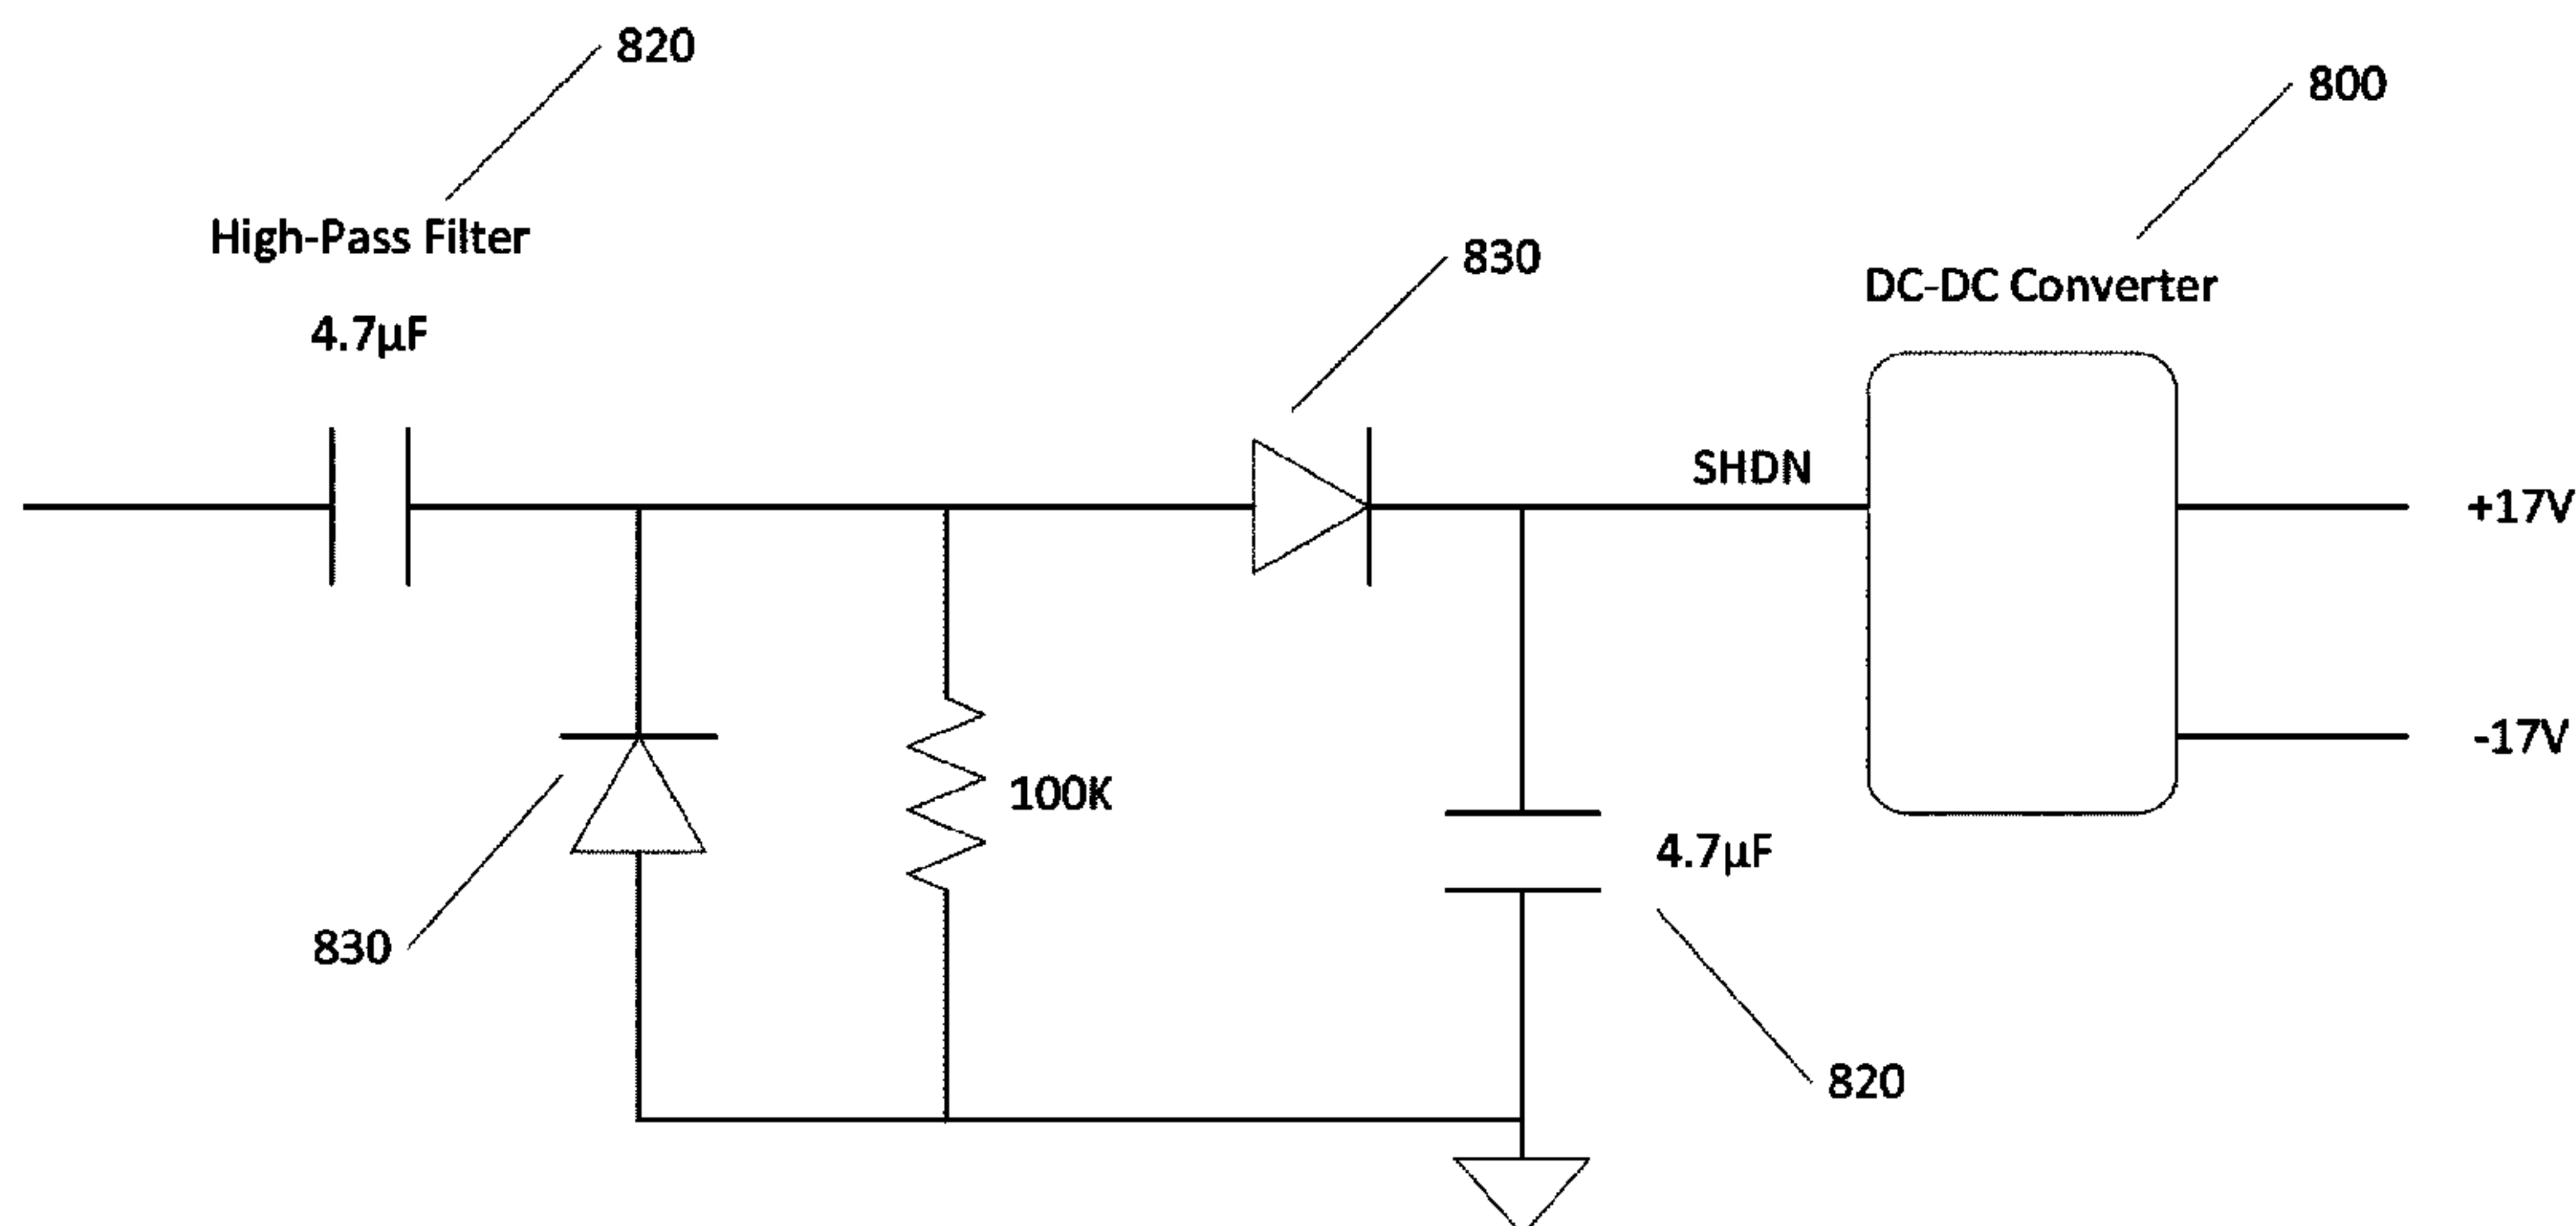 820
800
High-Pass Filter
830
DC-DC Converter
4.7µF
SHDN
+17V
-17V
100K
4.7µF
830
820